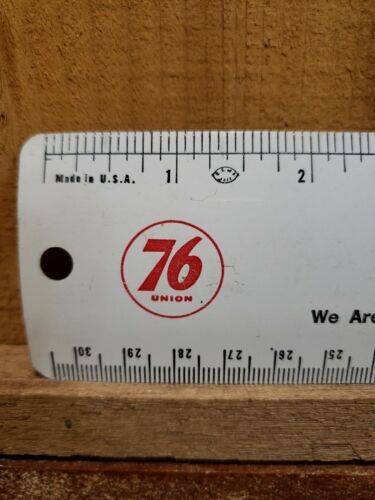 Made in U.S.A. 1 2
76
UNION
We Are
30 29 28 27 26 25